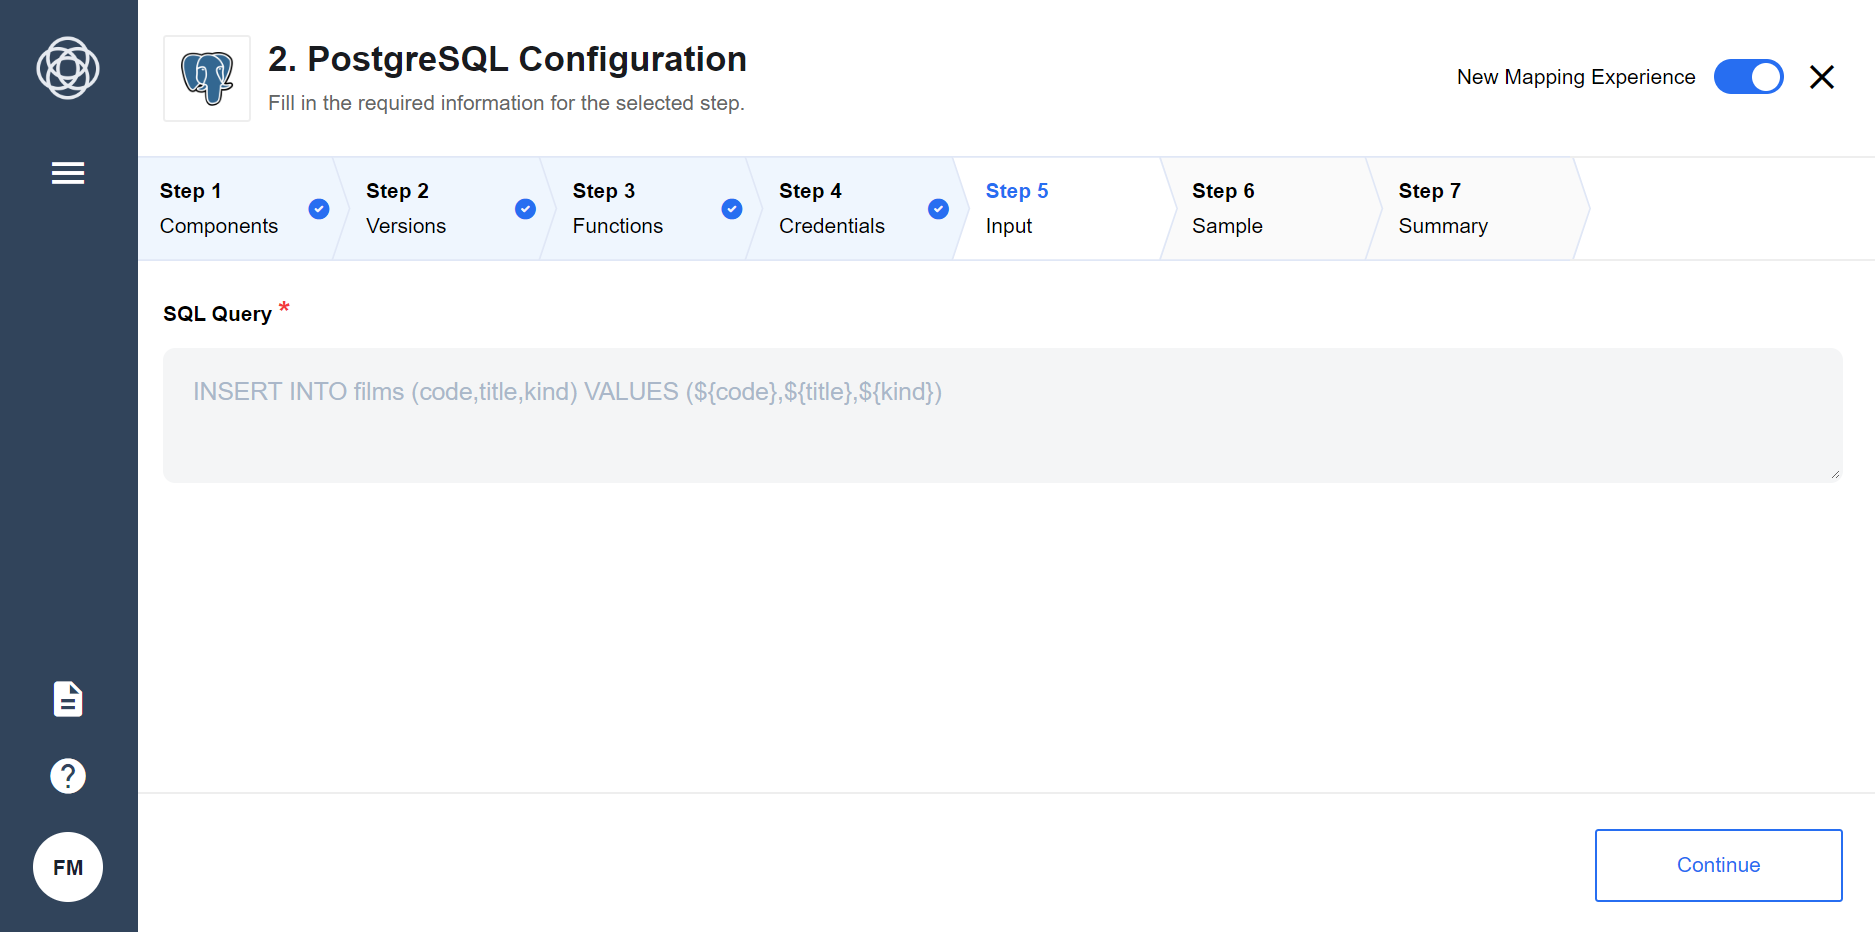 2. PostgreSQL Configuration
Fill in the required information for the selected step.
New Mapping Experience
Step 1
Components
Step 2
Versions
Step 3
Functions
Step 4
Credentials
Step 5
Input
Step 6
Sample
Step 7
Summary
SQL Query *
INSERT INTO films (code,title,kind) VALUES (${code},${title},${kind})
FM
Continue